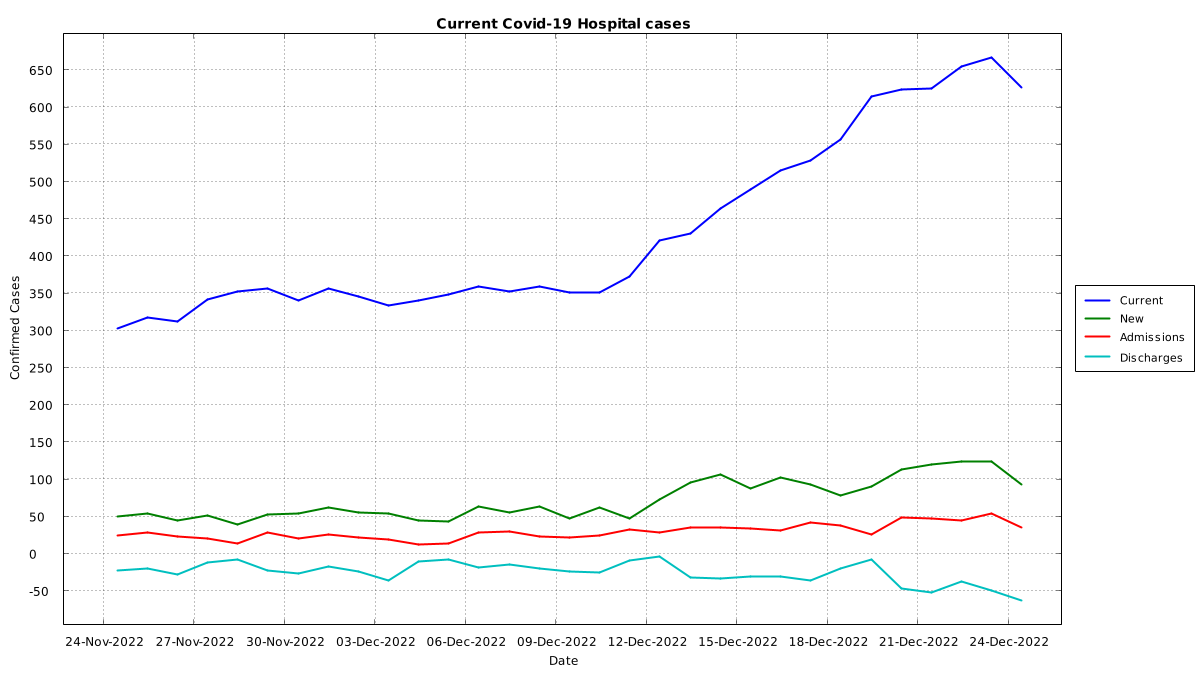 Current Covid-19 Hospital cases
650
600
550
500
450
400
350
300
250
200
150
100
50
0
-50
Confirmed Cases
24-Nov-2022 27-Nov-2022 30-Nov-2022 03-Dec-2022 06-Dec-2022 09-Dec-2022 12-Dec-2022 15-Dec-2022 18-Dec-2022 21-Dec-2022 24-Dec-2022
Date
Current
New
Admissions
Discharges